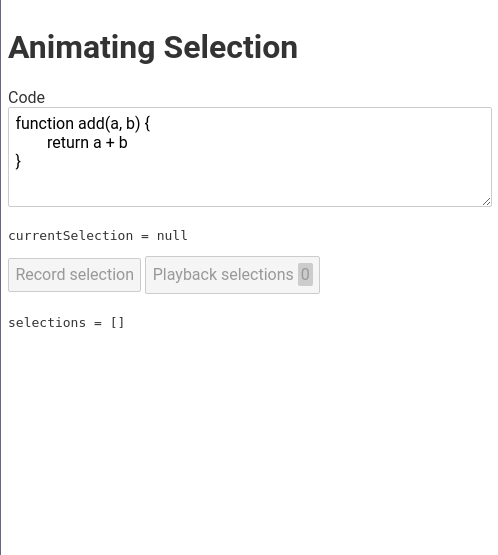 Animating Selection
Code
function add(a, b) {
return a + b
}
currentSelection = null
Record selection
Playback selections 0
selections = []